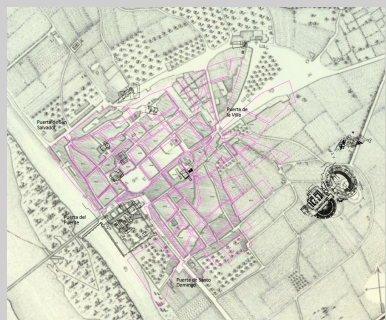 Puerta de San
Salvador
Puerta de
la Villa
Puerta del
Puente
Puerta de Santo
Domingo